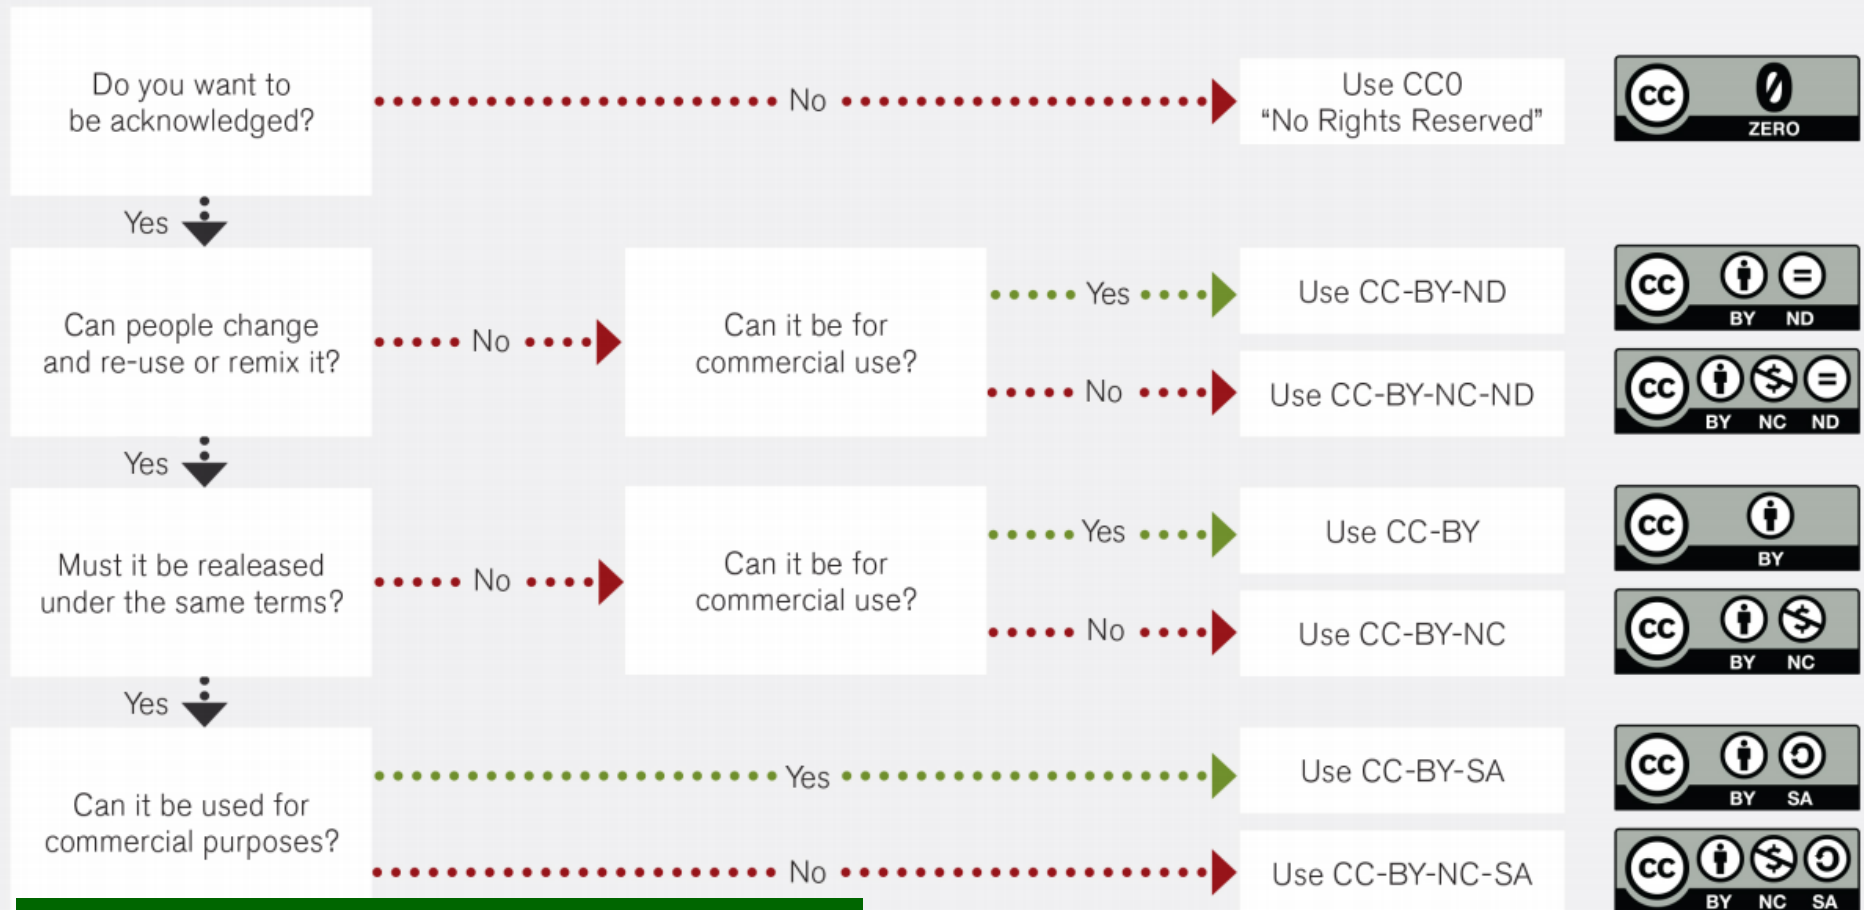 Do you want to
be acknowledged?
No
Use CC0
“No Rights Reserved”
cc
0
ZERO
Yes
Can people change
and re-use or remix it?
No
Can it be for
commercial use?
Yes
Use CC-BY-ND
cc
=
BY ND
No
Use CC-BY-NC-ND
cc
$
=
BY NC ND
Yes
Must it be realeased
under the same terms?
No
Can it be for
commercial use?
Yes
Use CC-BY
cc
BY
No
Use CC-BY-NC
cc
$
BY NC
Yes
Can it be used for
commercial purposes?
Yes
Use CC-BY-SA
cc
BY SA
No
Use CC-BY-NC-SA
cc
$
BY NC SA